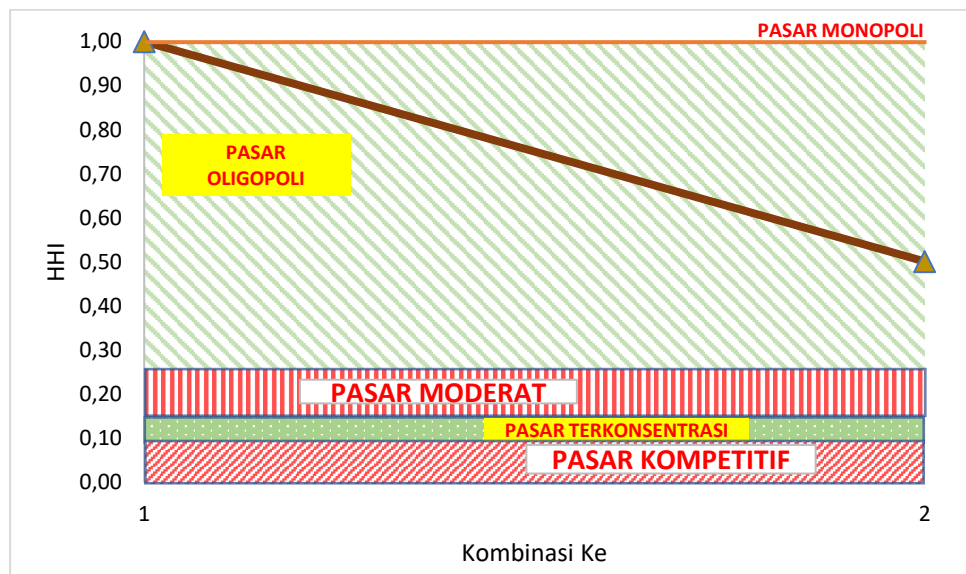 PASAR MONOPOLI
1,00
0,90
0,80
PASAR
OLIGOPOLI
0,70
0,60
HHI
0,50
0,40
0,30
0,20
PASAR MODERAT
0,10
PASAR TERKONSENTRASI
PASAR KOMPETITIF
0,00
1
2
Kombinasi Ke